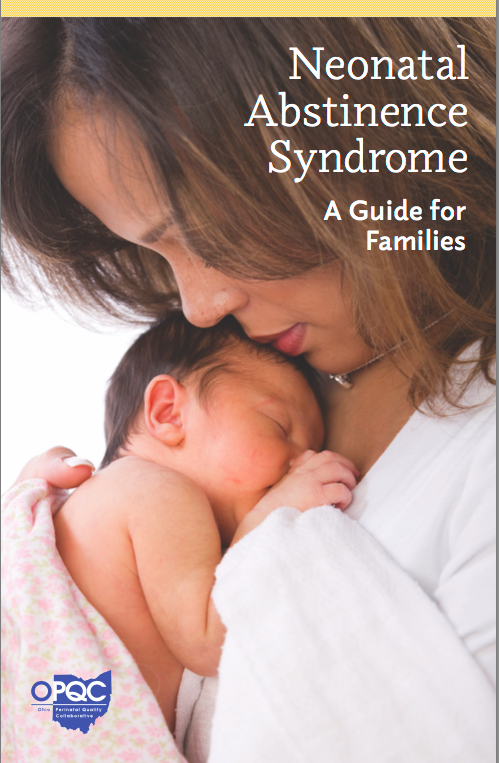 Neonatal
Abstinence
Syndrome
A Guide for
Families
OPQC
Ohio Perinatal Quality
Collaborative